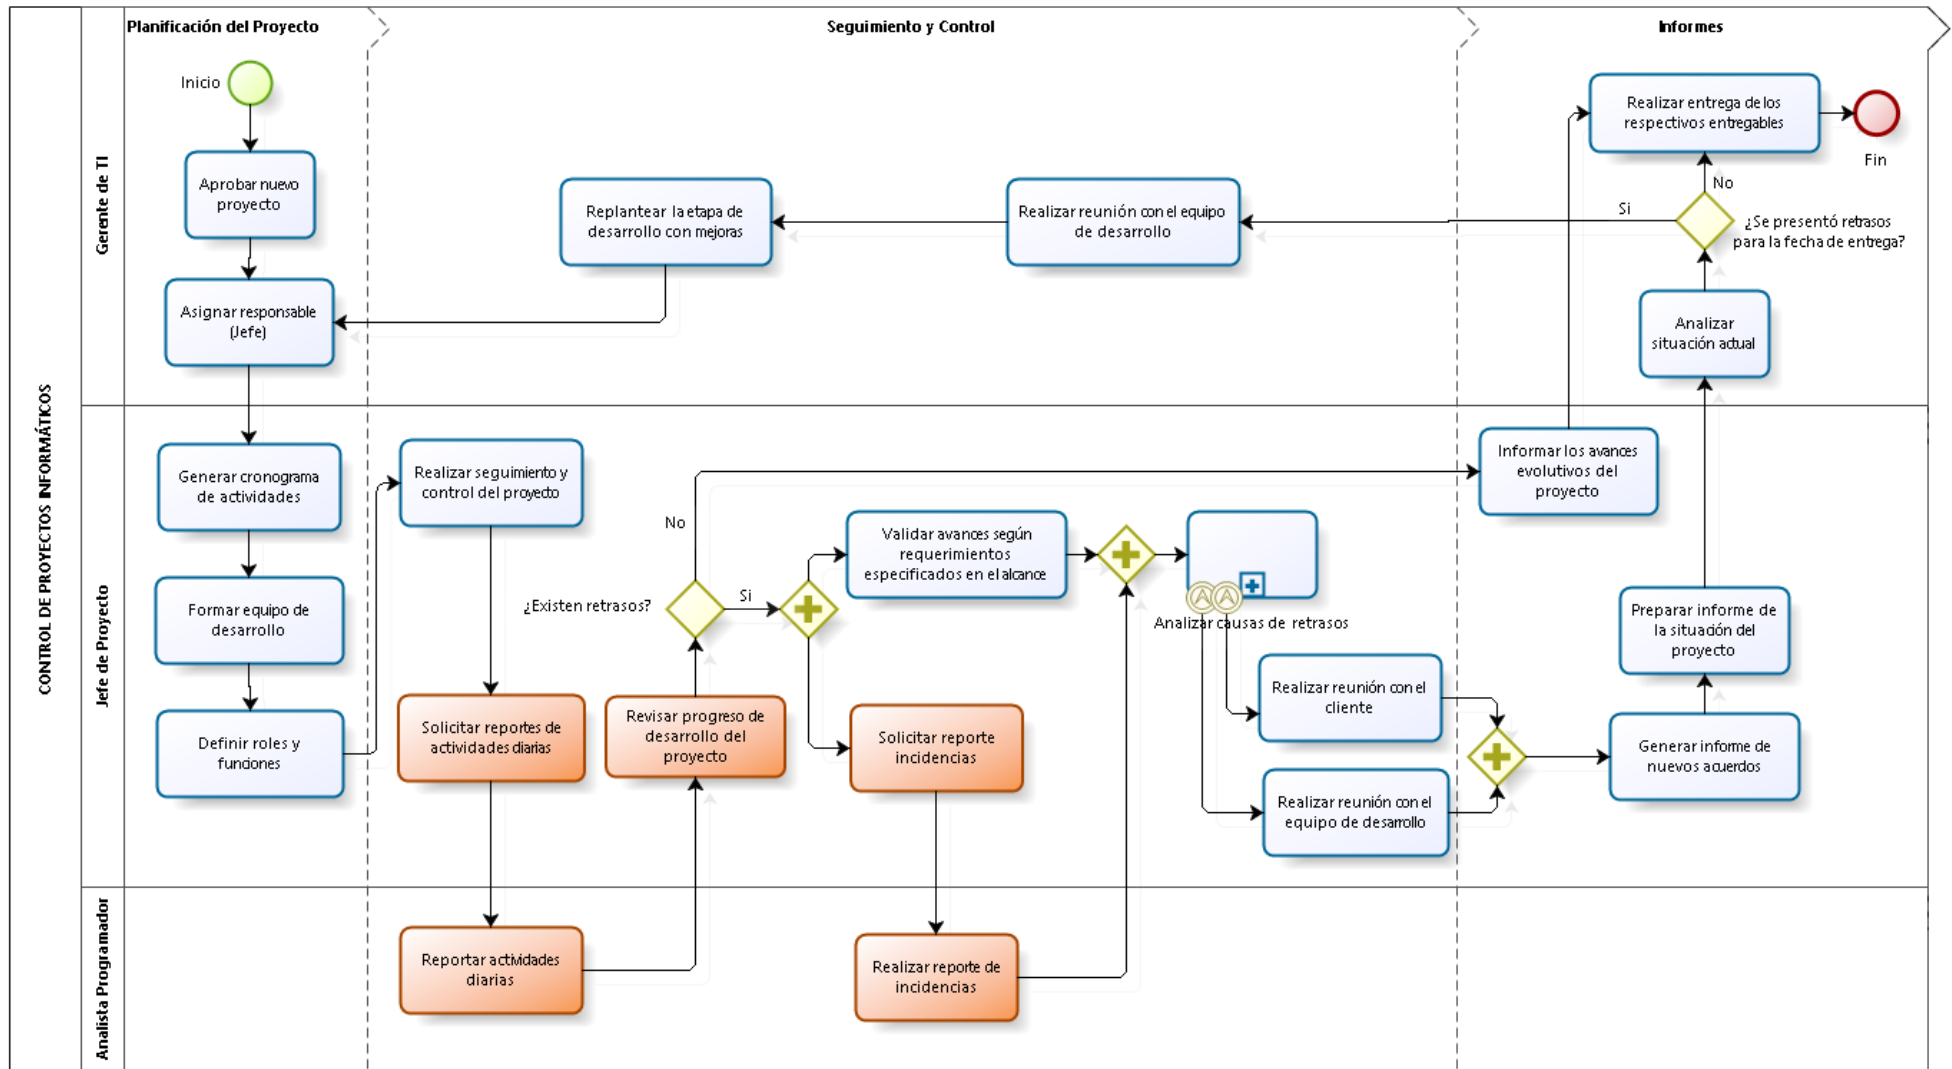 CONTROL DE PROYECTOS INFORMÁTICOS
Planificación del Proyecto
Seguimiento y Control
Informes
Gerente de TI
Inicio
Aprobar nuevo
proyecto
Asignar responsable
(Jefe)
Replantear la etapa de
desarrollo con mejoras
Realizar reunión con el equipo
de desarrollo
Si
Realizar entrega de los
respectivos entregables
Fin
No
¿Se presentó retrasos
para la fecha de entrega?
Analizar
situación actual
Jefe de Proyecto
Generar cronograma
de actividades
Formar equipo de
desarrollo
Definir roles y
funciones
Realizar seguimiento y
control del proyecto
Solicitar reportes de
actividades diarias
Revisar progreso de
desarrollo del
proyecto
¿Existen retrasos?
No
Si
Validar avances según
requerimientos
especificados en el alcance
Solicitar reporte
incidencias
Analizar causas de retrasos
Realizar reunión con el
cliente
Realizar reunión con el
equipo de desarrollo
Informar los avances
evolutivos del
proyecto
Preparar informe de
la situación del
proyecto
Generar informe de
nuevos acuerdos
Analista Programador
Reportar actividades
diarias
Realizar reporte de
incidencias